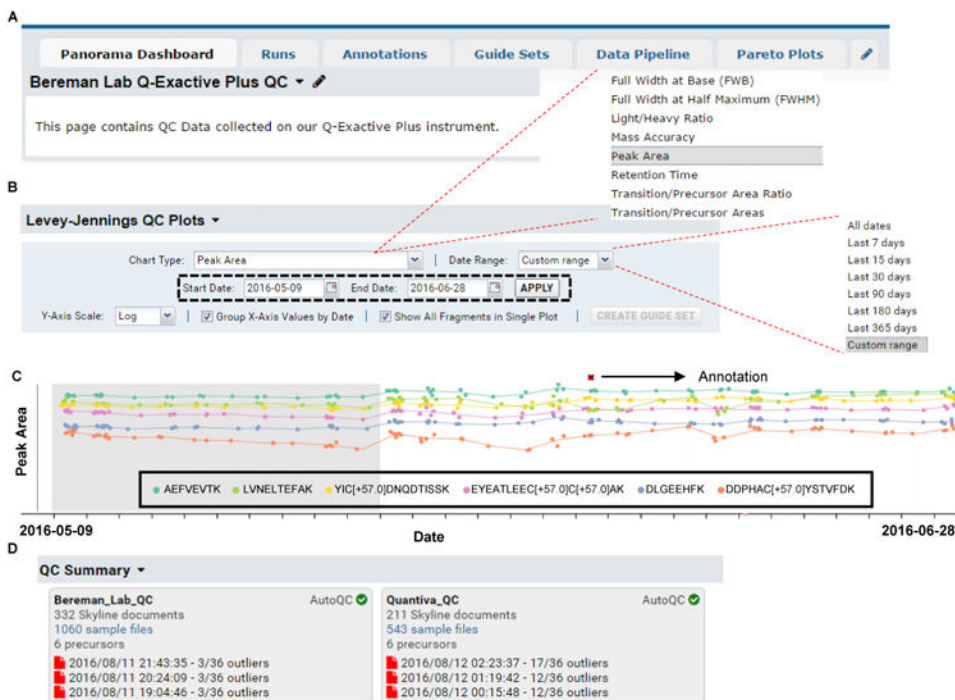 A
Panorama Dashboard Runs Annotations Guide Sets Data Pipeline Pareto Plots
Bereman Lab Q-Exactive Plus QC
This page contains QC Data collected on our Q-Exactive Plus instrument.
Full Width at Base (FWB)
Full Width at Half Maximum (FWHM)
Light/Heavy Ratio
Mass Accuracy
Peak Area
Retention Time
Transition/Precursor Area Ratio
Transition/Precursor Areas
B
Levey-Jennings QC Plots
All dates
Last 7 days
Last 15 days
Last 30 days
Last 90 days
Last 180 days
Last 365 days
Custom range
Chart Type: Peak Area | Date Range: Custom range
Start Date: 2016-05-09 End Date: 2016-06-28 APPLY
Y-Axis Scale: Log | Group X-Axis Values by Date | Show All Fragments in Single Plot | CREATE GUIDE SET
C
Annotation
Peak Area
AEFVEVTK LVNELTEFAK YIC[+57.0]DNQDTISSK EYEATLEEC[+57.0]C[+57.0]AK DLGEEHFK DDPHAC[+57.0]YSTVFDK
2016-05-09 2016-06-28
Date
D
QC Summary
Bereman_Lab_QC AutoQC
332 Skyline documents
1060 sample files
6 precursors
2016/08/11 21:43:35 - 3/36 outliers
2016/08/11 20:24:09 - 3/36 outliers
2016/08/11 19:04:46 - 3/36 outliers
Quantiva_QC AutoQC
211 Skyline documents
543 sample files
6 precursors
2016/08/12 02:23:37 - 17/36 outliers
2016/08/12 01:19:42 - 12/36 outliers
2016/08/12 00:15:48 - 12/36 outliers